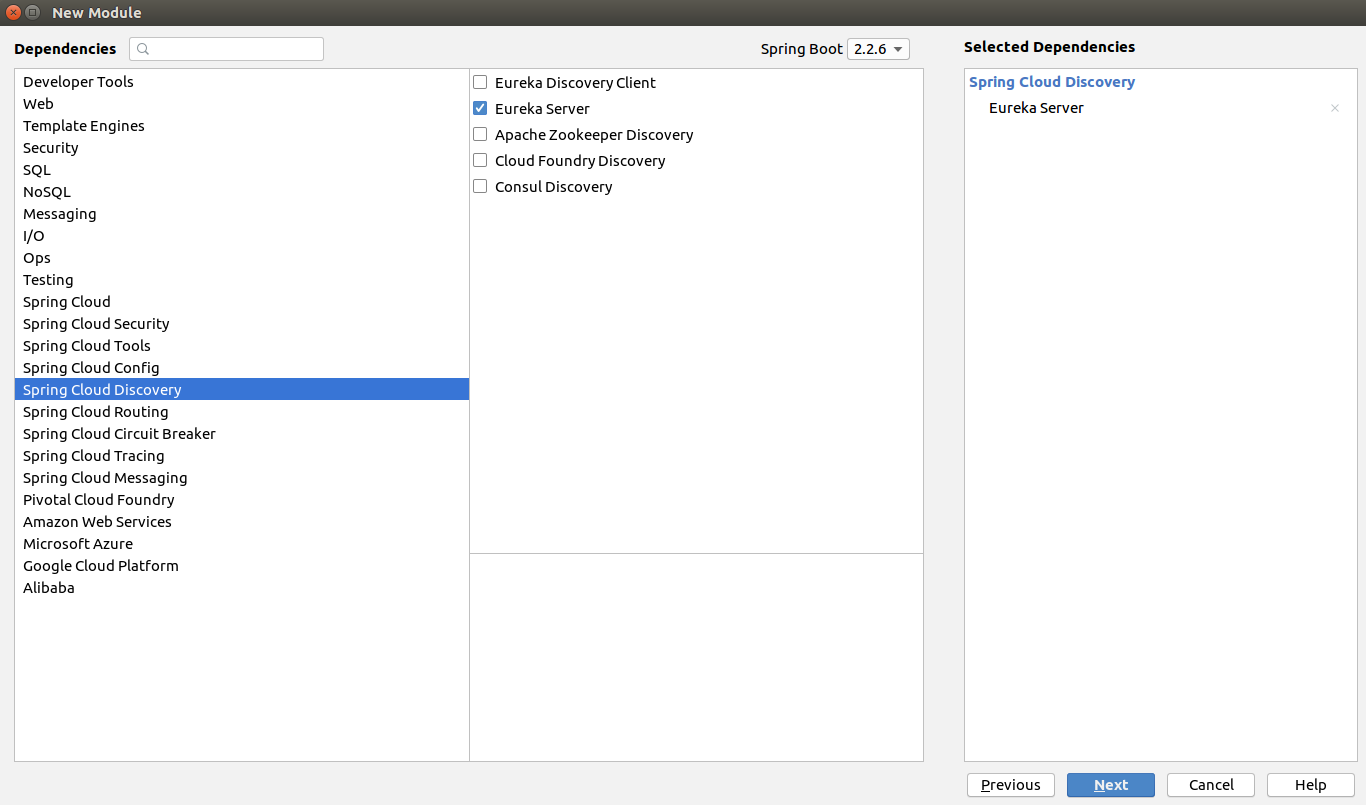 New Module
Dependencies
Spring Boot 2.2.6
Selected Dependencies
Developer Tools
Web
Template Engines
Security
SQL
NoSQL
Messaging
I/O
Ops
Testing
Spring Cloud
Spring Cloud Security
Spring Cloud Tools
Spring Cloud Config
Spring Cloud Discovery
Spring Cloud Routing
Spring Cloud Circuit Breaker
Spring Cloud Tracing
Spring Cloud Messaging
Pivotal Cloud Foundry
Amazon Web Services
Microsoft Azure
Google Cloud Platform
Alibaba
Eureka Discovery Client
Eureka Server
Apache Zookeeper Discovery
Cloud Foundry Discovery
Consul Discovery
Spring Cloud Discovery
Eureka Server
Previous
Next
Cancel
Help